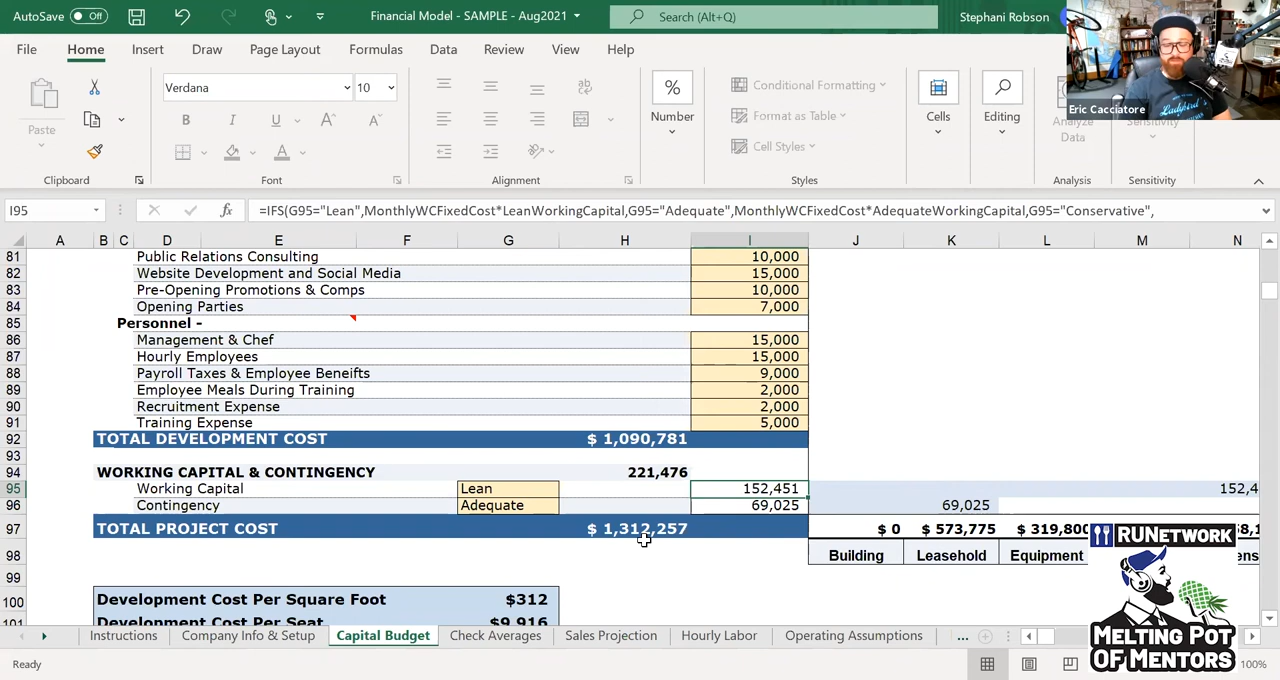 AutoSave Off Financial Model - SAMPLE - Aug2021 Search (Alt+Q) Stephani Robson
Eric Cacciatore
File Home Insert Draw Page Layout Formulas Data Review View Help
Paste
Clipboard
Verdana 10
B I U A A
A
Font
Alignment
%
Number
Conditional Formatting
Format as Table
Cell Styles
Styles
Cells
Editing
Analyze
Data
Analysis
Sensitivity
Sensitivity
I95 fx =IFS(G95="Lean",MonthlyWCFixedCost*LeanWorkingCapital,G95="Adequate",MonthlyWCFixedCost*AdequateWorkingCapital,G95="Conservative",
A B C D E F G H I J K L M N
81 Public Relations Consulting 10,000
82 Website Development and Social Media 15,000
83 Pre-Opening Promotions & Comps 10,000
84 Opening Parties 7,000
85 Personnel -
86 Management & Chef 15,000
87 Hourly Employees 15,000
88 Payroll Taxes & Employee Beneifts 9,000
89 Employee Meals During Training 2,000
90 Recruitment Expense 2,000
91 Training Expense 5,000
92 TOTAL DEVELOPMENT COST $ 1,090,781
93
94 WORKING CAPITAL & CONTINGENCY 221,476
95 Working Capital Lean 152,451 152,4
96 Contingency Adequate 69,025 69,025
97 TOTAL PROJECT COST $ 1,312,257 $ 0 $ 573,775 $ 319,800
98 Building Leasehold Equipment
99
100 Development Cost Per Square Foot $312
101 Development Cost Per Seat $9,916
RUNetwork
MELTING POT
OF MENTORS
Instructions Company Info & Setup Capital Budget Check Averages Sales Projection Hourly Labor Operating Assumptions ...
Ready 100%